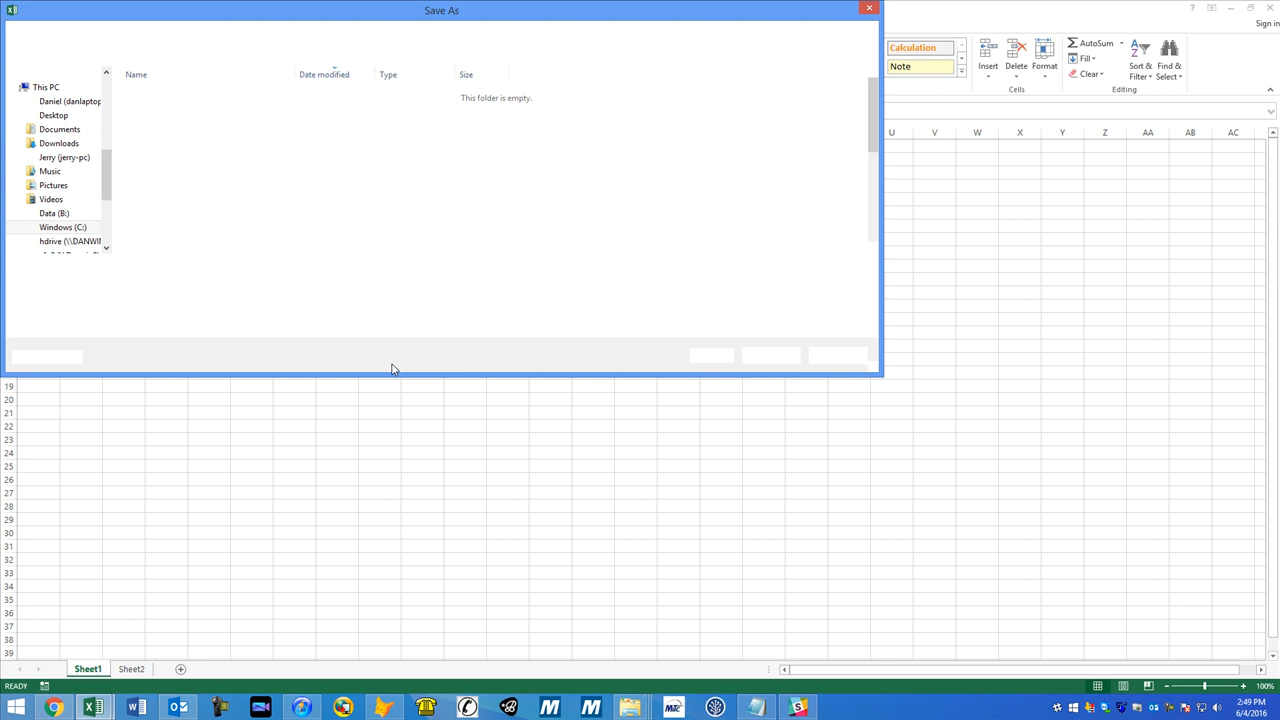 Save As
Sign in
Name
Date modified
Type
Size
This folder is empty.
This PC
Daniel (danlaptop
Desktop
Documents
Downloads
Jerry (jerry-pc)
Music
Pictures
Videos
Data (B:)
Windows (C:)
hdrive (\\DANWIN
Calculation
Note
Insert
Delete
Format
Cells
AutoSum
Fill
Clear
Sort &
Filter
Find &
Select
Editing
U V W X Y Z AA AB AC
19
20
21
22
23
24
25
26
27
28
29
30
31
32
33
34
35
36
37
38
39
Sheet1 Sheet2
READY
100%
2:49 PM
6/4/2016